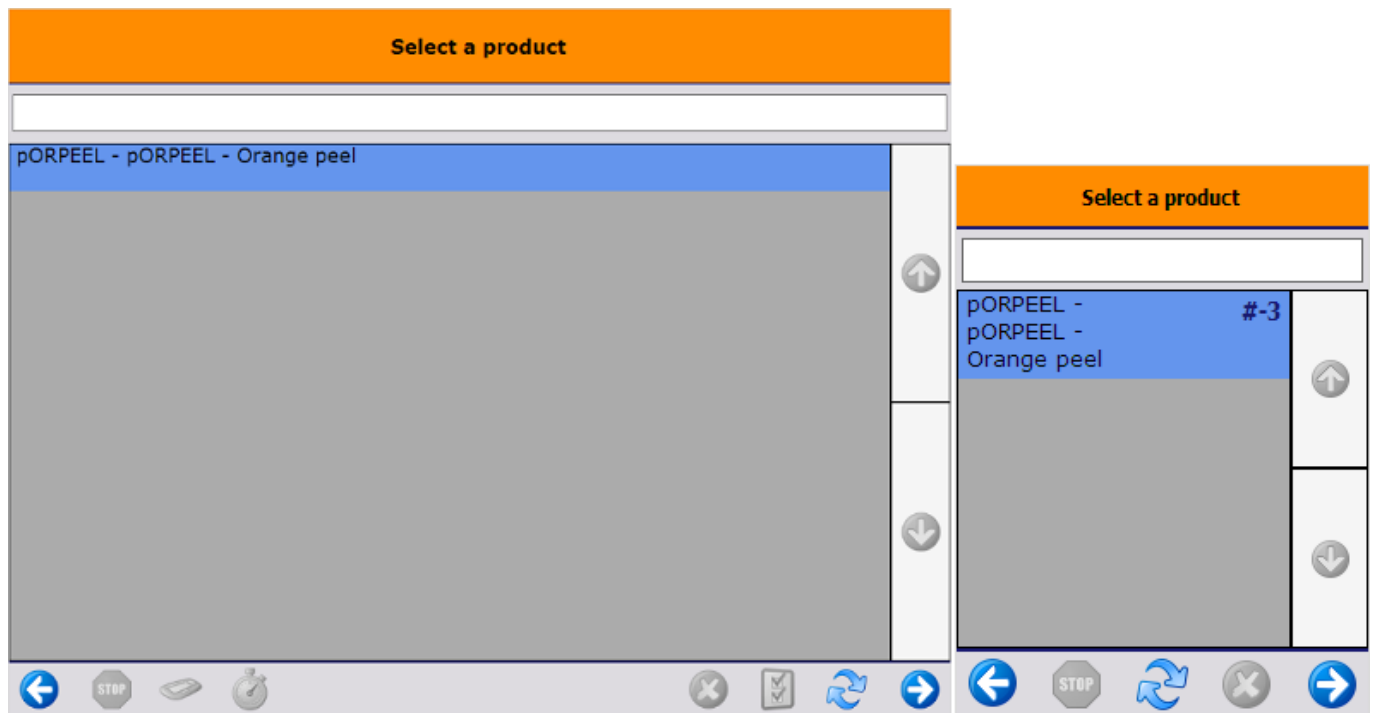 Select a product
pORPEEL - pORPEEL - Orange peel
STOP
Select a product
pORPEEL -
#-3
pORPEEL -
Orange peel
STOP